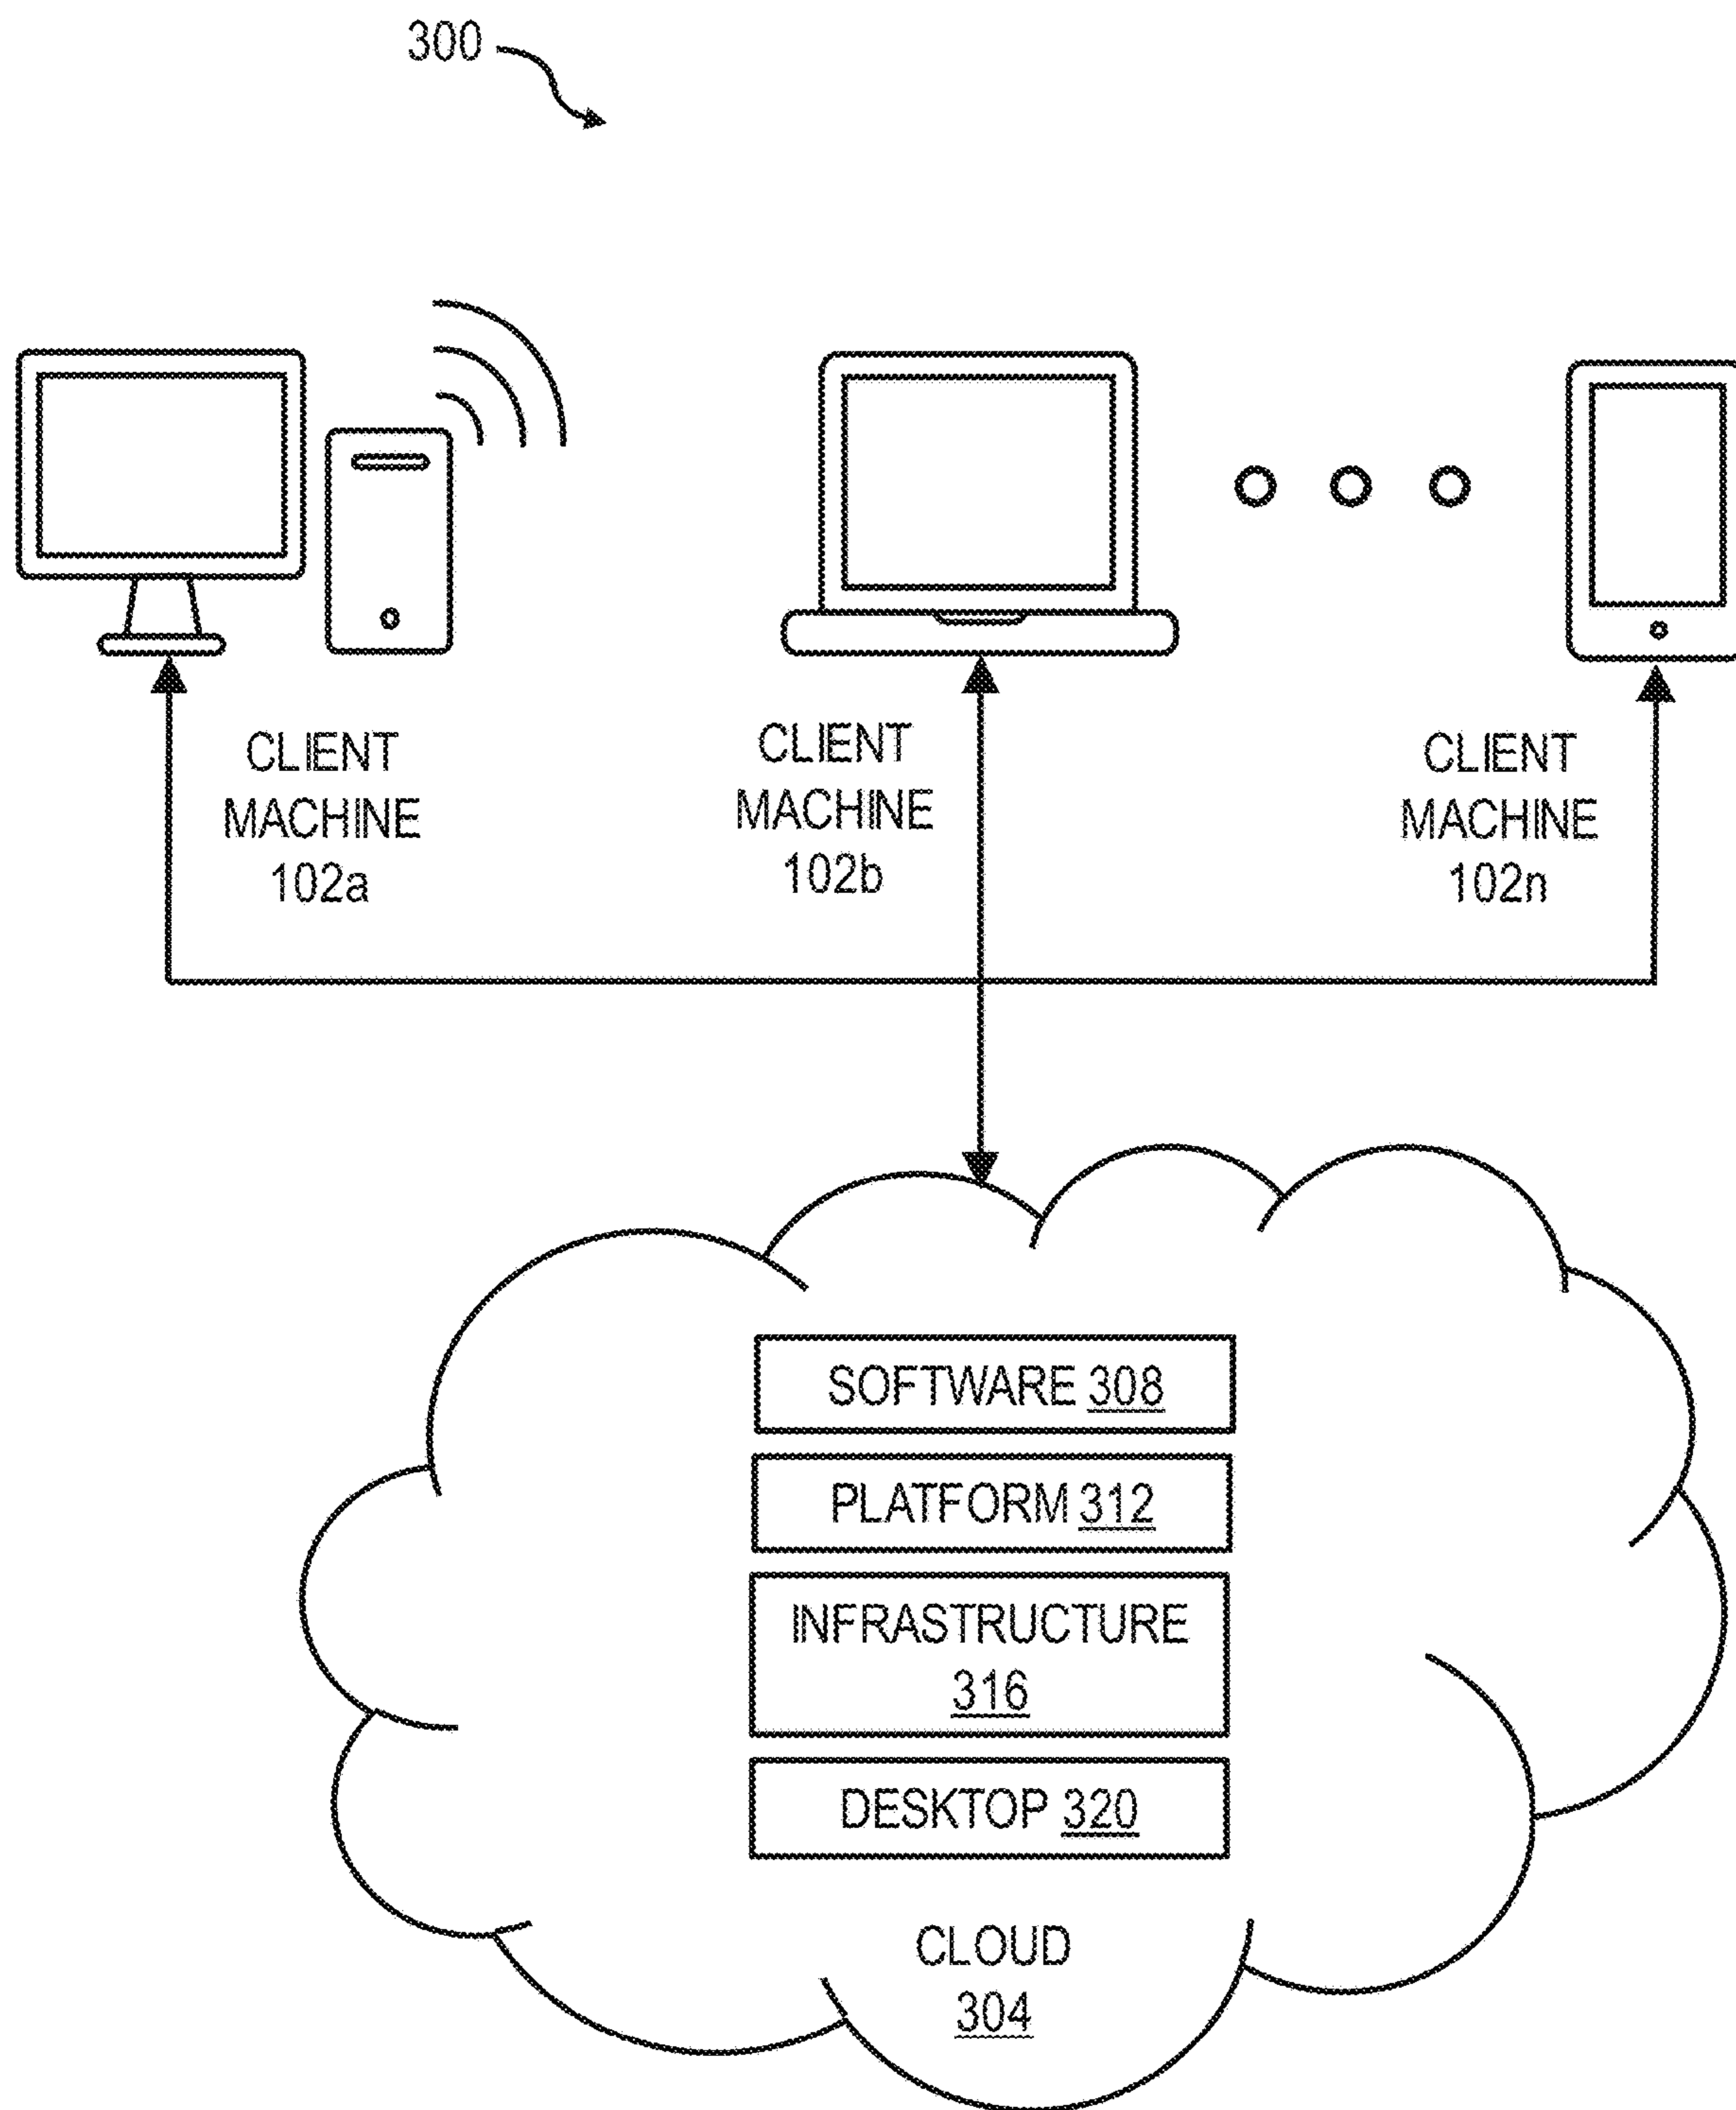 300
CLIENT
MACHINE
102a
CLIENT
MACHINE
102b
CLIENT
MACHINE
102n
SOFTWARE 308
PLATFORM 312
INFRASTRUCTURE
316
DESKTOP 320
CLOUD
304